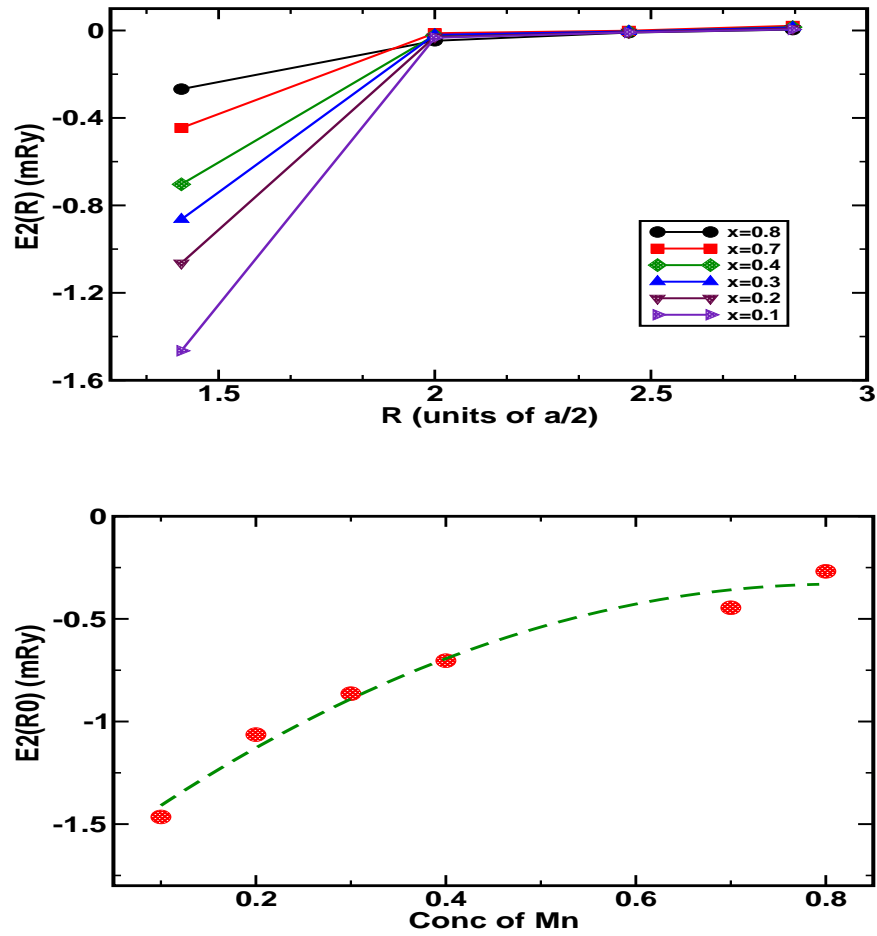 0
-0.4
-0.8
-1.2
-1.6
E2(R) (mRy)
x=0.8
x=0.7
x=0.4
x=0.3
x=0.2
x=0.1
1.5 2 2.5 3
R (units of a/2)
0
-0.5
-1
-1.5
E2(R0) (mRy)
0.2 0.4 0.6 0.8
Conc of Mn